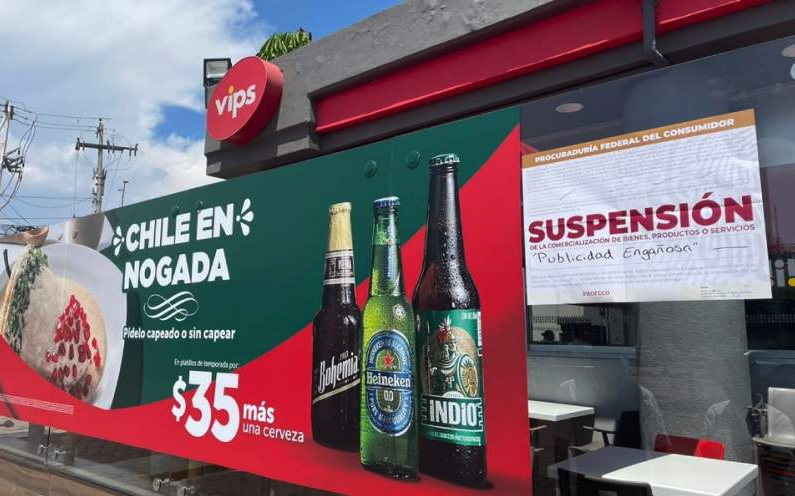 vips
CHILE EN
NOGADA
Pídelo capeado o sin capear
En platillos de temporada por:
$35 más
una cerveza
Bohemia
Heineken
0.0
INDIO
PROCURADURÍA FEDERAL DEL CONSUMIDOR
SUSPENSIÓN
DE LA COMERCIALIZACIÓN DE BIENES, PRODUCTOS O SERVICIOS
"Publicidad Engañosa"
PROFECO